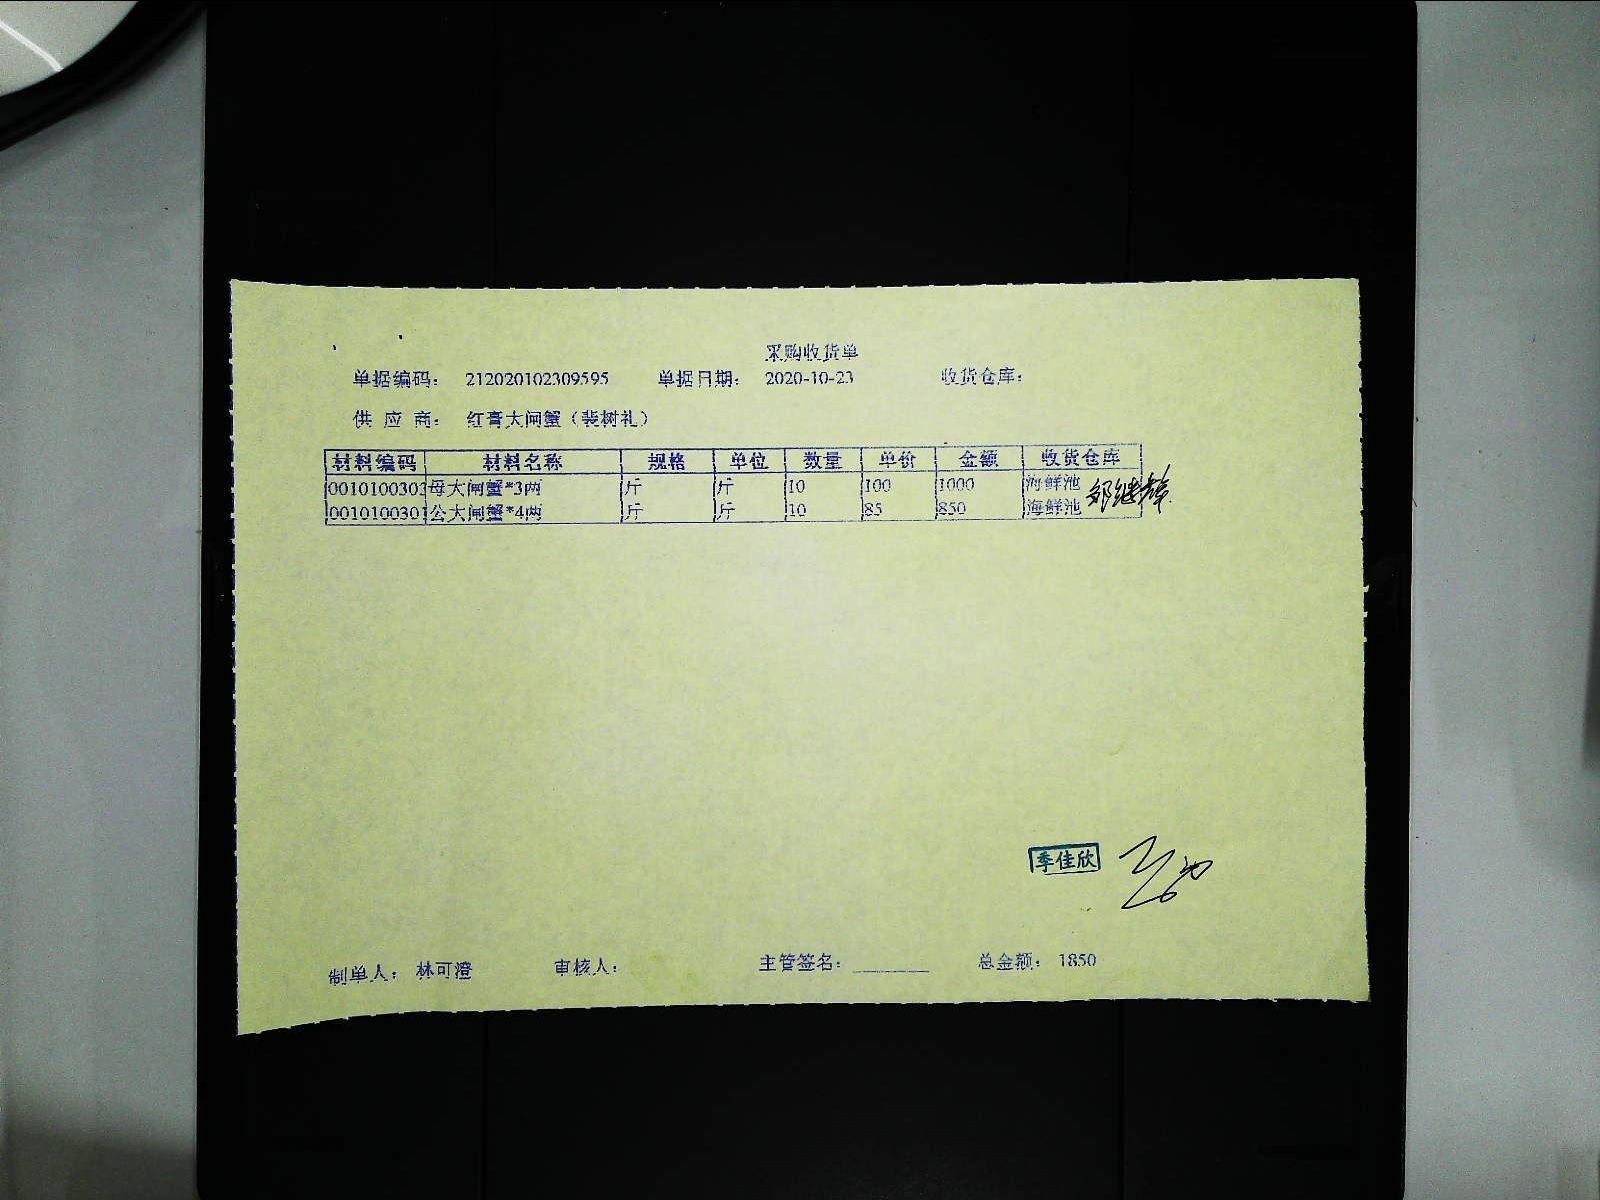 采购收货单
单据编码： 212020102309595 单据日期： 2020-10-23 收货仓库：
供 应 商： 红膏大闸蟹（裴树礼）
材料编码 材料名称 规格 单位 数量 单价 金额 收货仓库
0010100303 母大闸蟹*3两 斤 斤 10 100 1000 海鲜池
0010100301 公大闸蟹*4两 斤 斤 10 85 850 海鲜池
季佳欣
制单人： 林可澄 审核人： 主管签名： 总金额： 1850